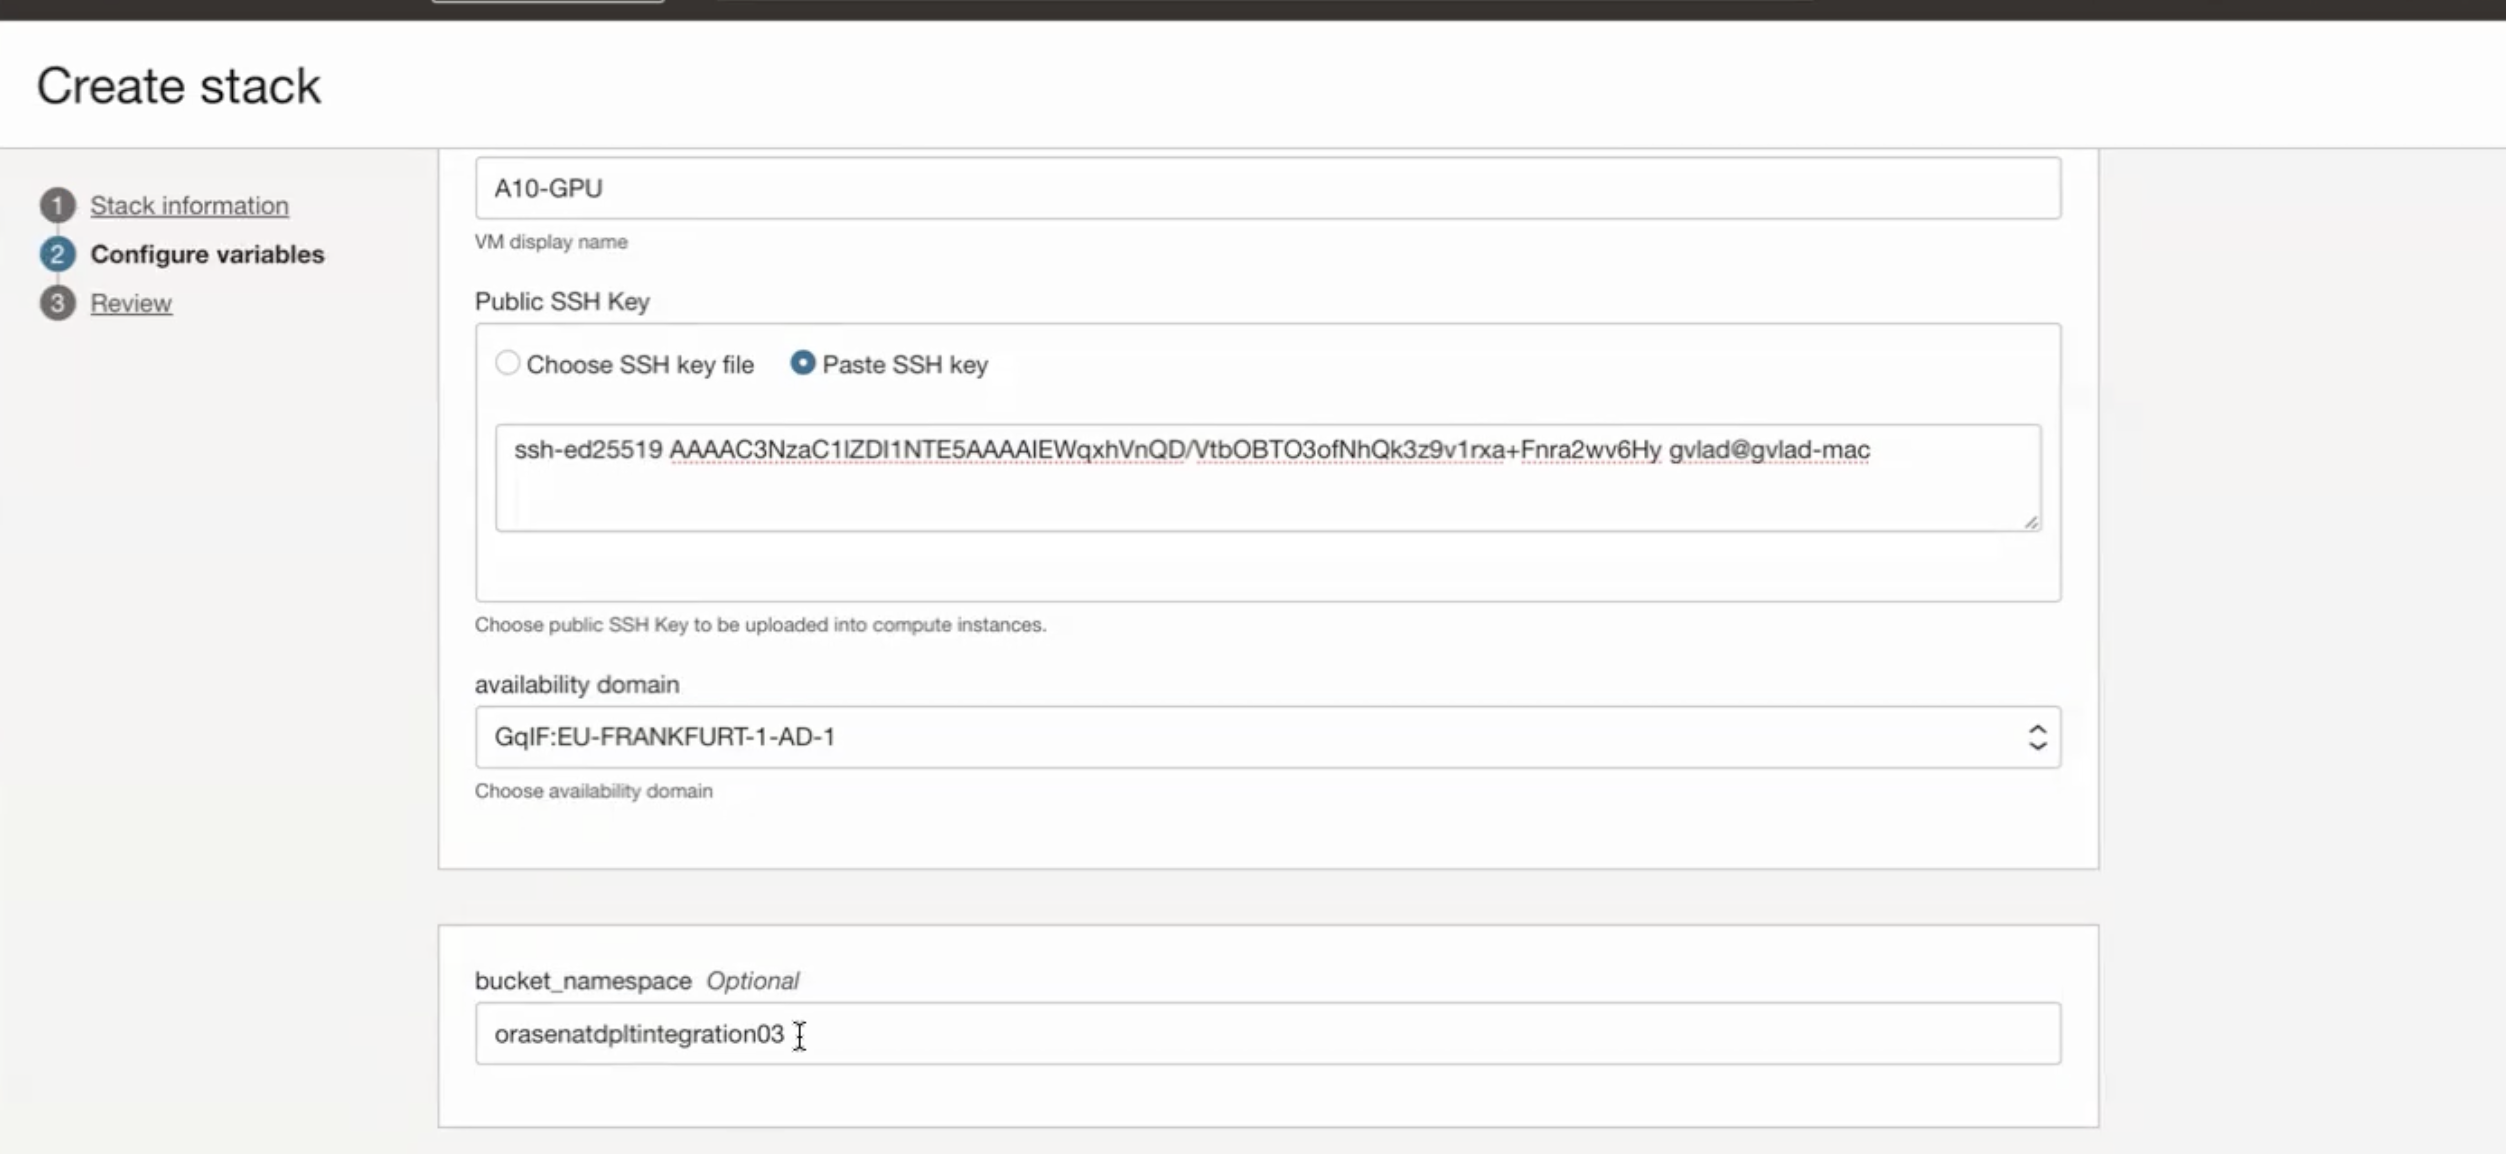 Create stack
1 Stack information
2 Configure variables
3 Review
A10-GPU
VM display name
Public SSH Key
Choose SSH key file Paste SSH key
ssh-ed25519 AAAAC3NzaC1lZDI1NTE5AAAAIEWqxhVnQD/VtbOBTO3ofNhQk3z9v1rxa+Fnra2wv6Hy gvlad@gvlad-mac
Choose public SSH Key to be uploaded into compute instances.
availability domain
GqIF:EU-FRANKFURT-1-AD-1
Choose availability domain
bucket_namespace Optional
orasenatdpltintegration03